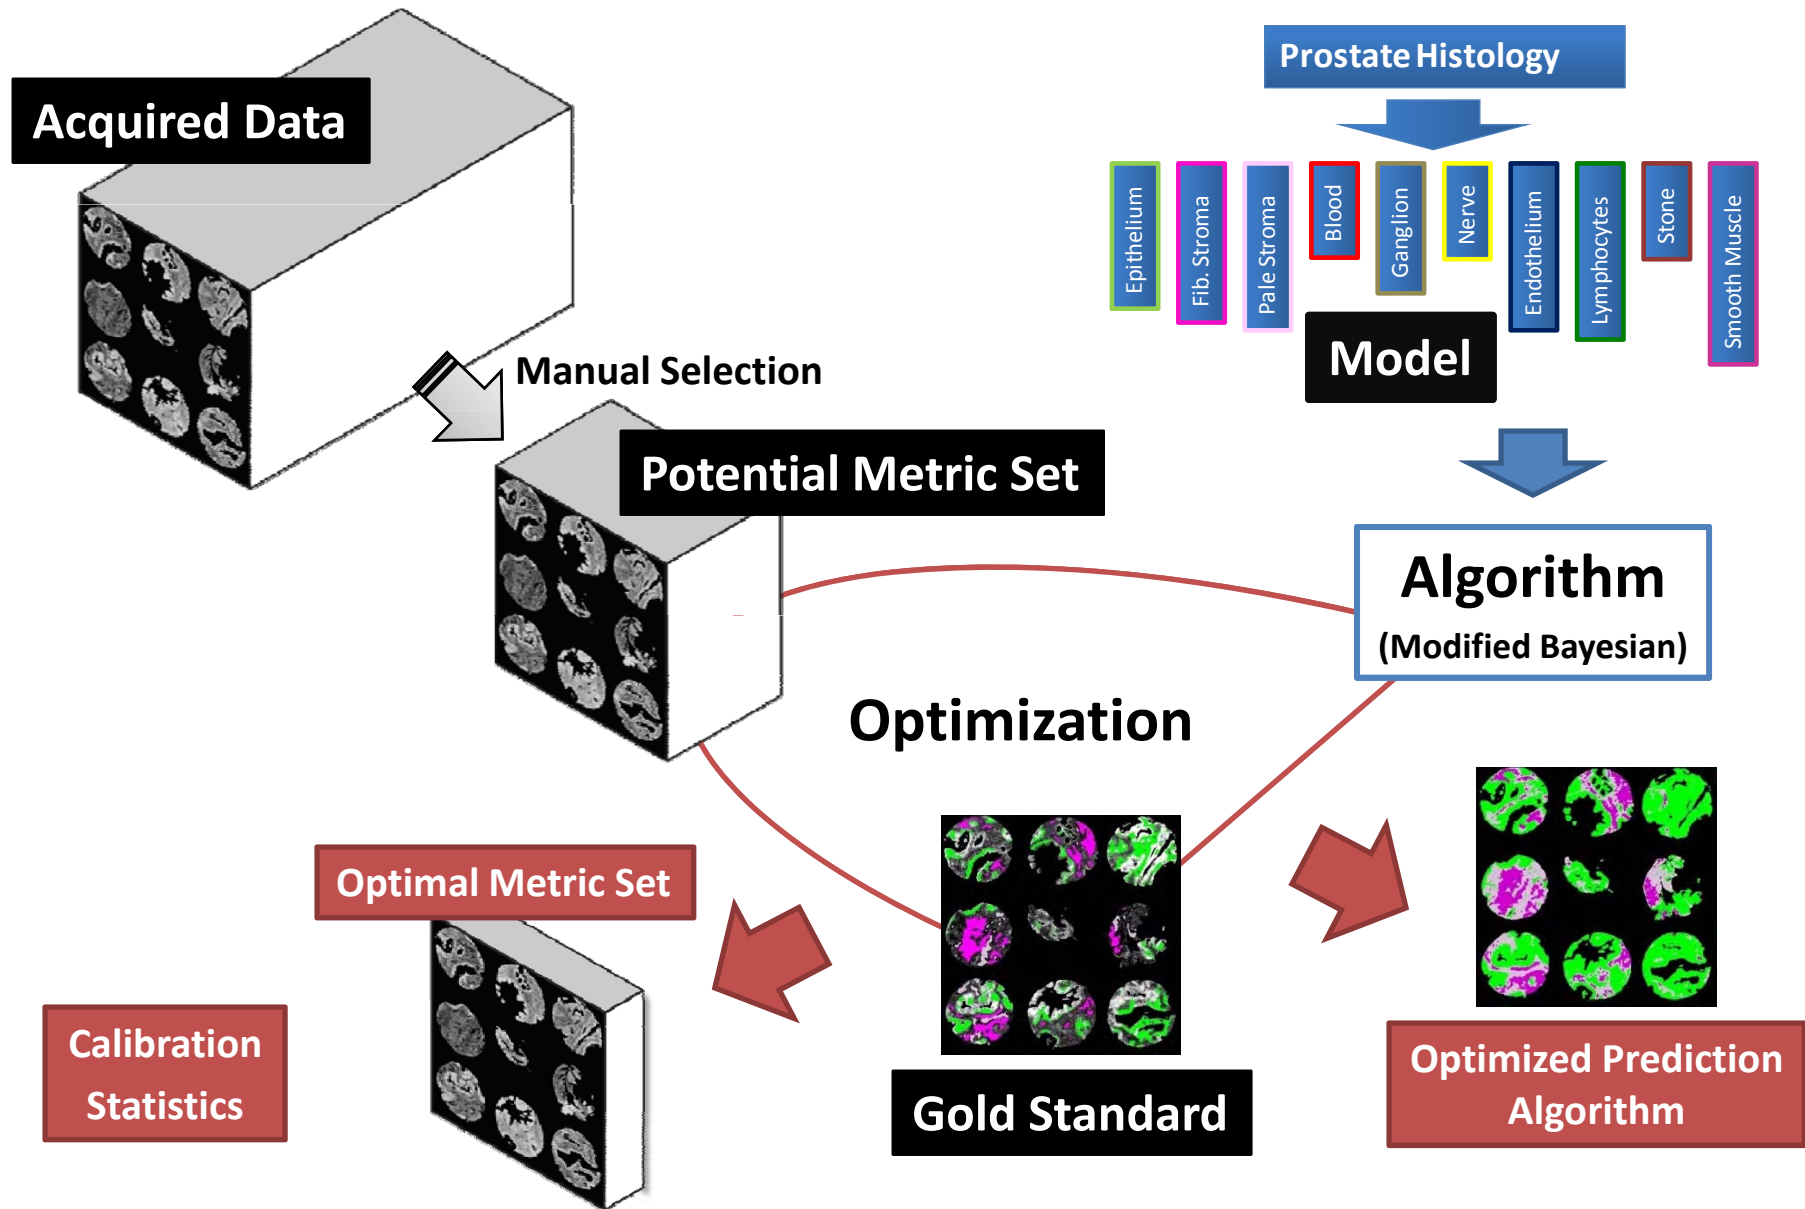 Prostate Histology
Acquired Data
Epithelium
Fib. Stroma
Pale Stroma
Blood
Ganglion
Nerve
Endothelium
Lymphocytes
Stone
Smooth Muscle
Model
Manual Selection
Potential Metric Set
Algorithm
(Modified Bayesian)
Optimization
Optimal Metric Set
Calibration
Statistics
Gold Standard
Optimized Prediction
Algorithm